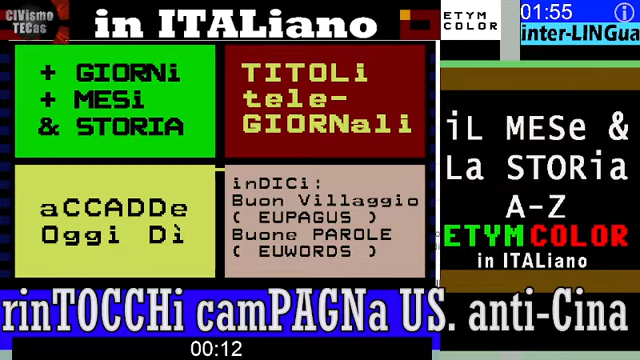 CIVismo
TECas
in ITALiano
ETYM
COLOR
01:55
inter-LINGua
+ GIORNi
+ MESi
& STORIA
TITOLi
tele-
GIORNali
aCCADDe
Oggi Dì
inDICi:
Buon Villaggio
( EUPAGUS )
Buone PAROLE
( EUWORDS )
iL MESe &
La STORia
A-Z
ETYM COLOR
in ITALiano
rinTOCCHi camPAGNa US. anti-Cina
00:12